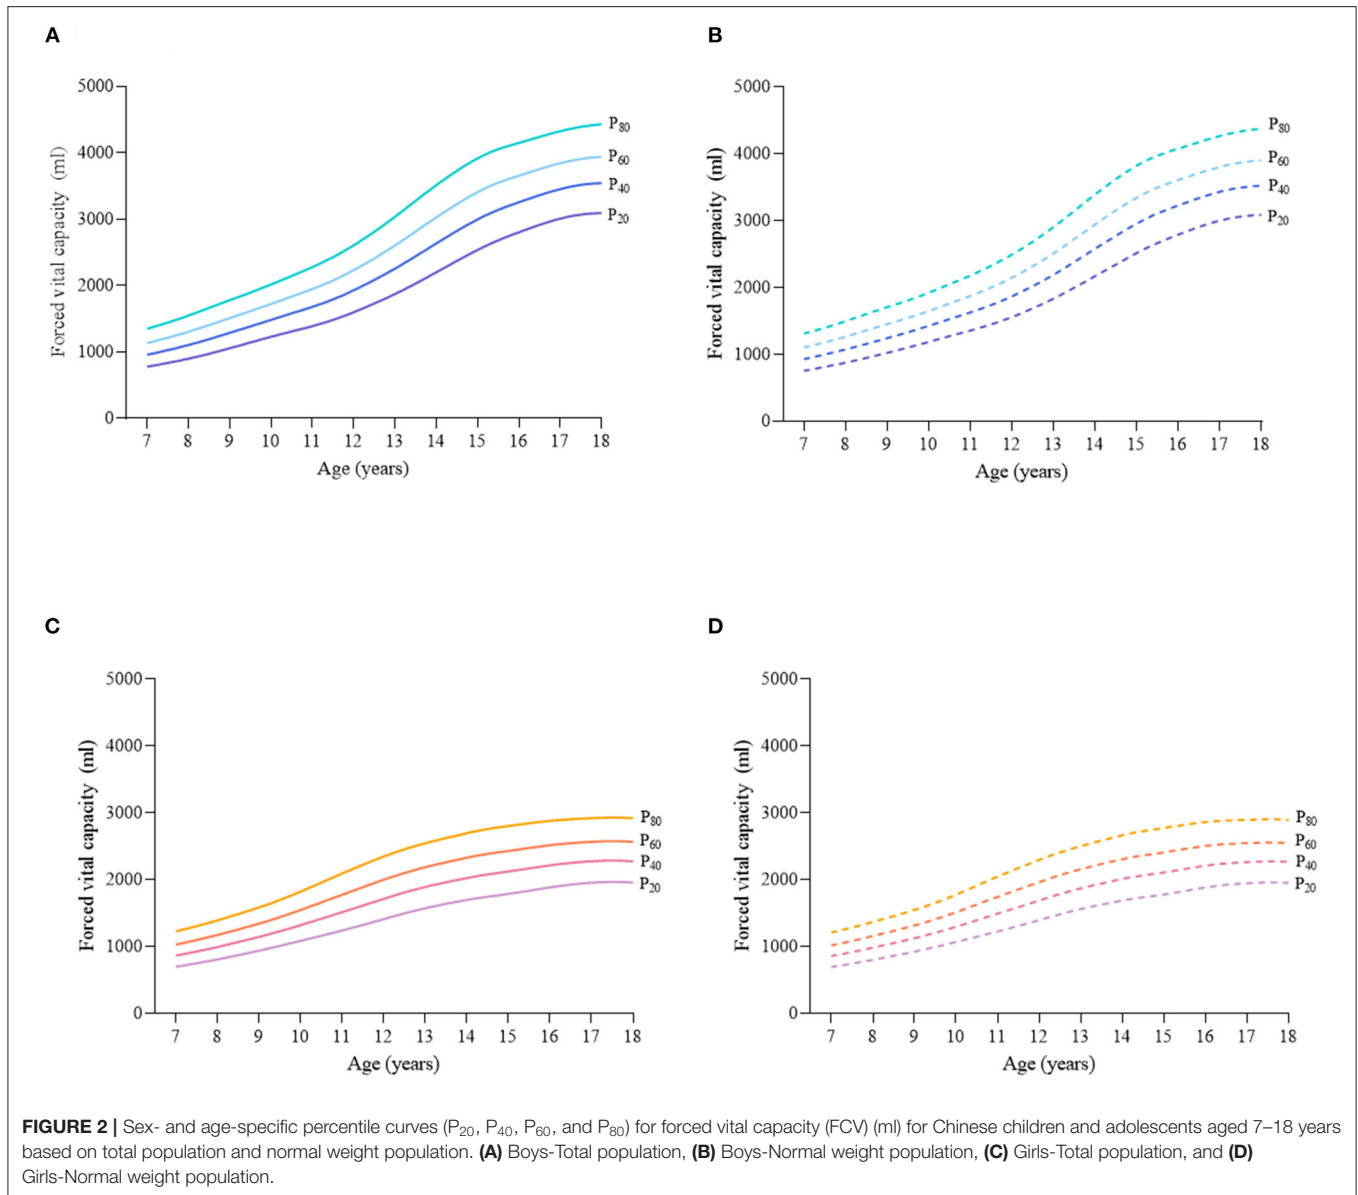 A
5000
4000
3000
2000
1000
0
Forced vital capacity (ml)
P80
P60
P40
P20
7 8 9 10 11 12 13 14 15 16 17 18
Age (years)
B
5000
4000
3000
2000
1000
0
Forced vital capacity (ml)
P80
P60
P40
P20
7 8 9 10 11 12 13 14 15 16 17 18
Age (years)
C
5000
4000
3000
2000
1000
0
Forced vital capacity (ml)
P80
P60
P40
P20
7 8 9 10 11 12 13 14 15 16 17 18
Age (years)
D
5000
4000
3000
2000
1000
0
Forced vital capacity (ml)
P80
P60
P40
P20
7 8 9 10 11 12 13 14 15 16 17 18
Age (years)
FIGURE 2 | Sex- and age-specific percentile curves (P20, P40, P60, and P80) for forced vital capacity (FCV) (ml) for Chinese children and adolescents aged 7–18 years
based on total population and normal weight population. (A) Boys-Total population, (B) Boys-Normal weight population, (C) Girls-Total population, and (D)
Girls-Normal weight population.